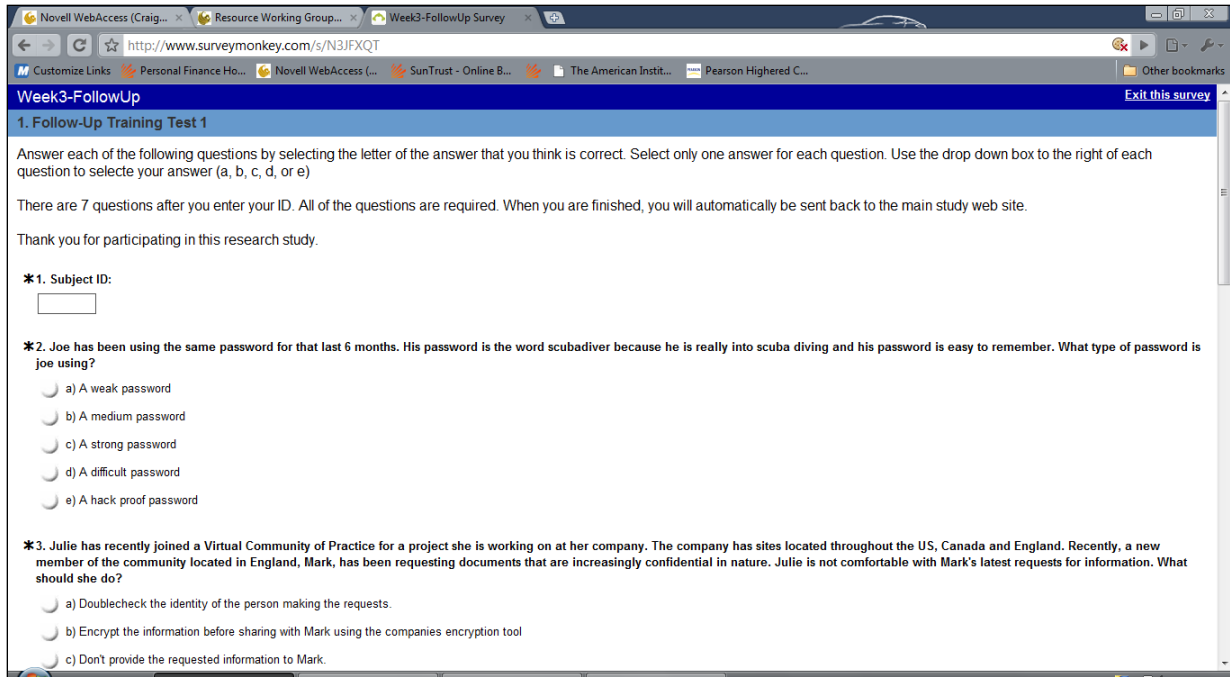 Novell WebAccess (Craig...
Resource Working Group...
Week3-FollowUp Survey
http://www.surveymonkey.com/s/N3JFXQT
Customize Links
Personal Finance Ho...
Novell WebAccess (...
SunTrust - Online B...
The American Instit...
Pearson Highered C...
Other bookmarks
Week3-FollowUp
Exit this survey
1. Follow-Up Training Test 1
Answer each of the following questions by selecting the letter of the answer that you think is correct. Select only one answer for each question. Use the drop down box to the right of each
question to selecte your answer (a, b, c, d, or e)
There are 7 questions after you enter your ID. All of the questions are required. When you are finished, you will automatically be sent back to the main study web site.
Thank you for participating in this research study.
*1. Subject ID:
*2. Joe has been using the same password for that last 6 months. His password is the word scubadiver because he is really into scuba diving and his password is easy to remember. What type of password is
joe using?
a) A weak password
b) A medium password
c) A strong password
d) A difficult password
e) A hack proof password
*3. Julie has recently joined a Virtual Community of Practice for a project she is working on at her company. The company has sites located throughout the US, Canada and England. Recently, a new
member of the community located in England, Mark, has been requesting documents that are increasingly confidential in nature. Julie is not comfortable with Mark's latest requests for information. What
should she do?
a) Doublecheck the identity of the person making the requests.
b) Encrypt the information before sharing with Mark using the companies encryption tool
c) Don't provide the requested information to Mark.